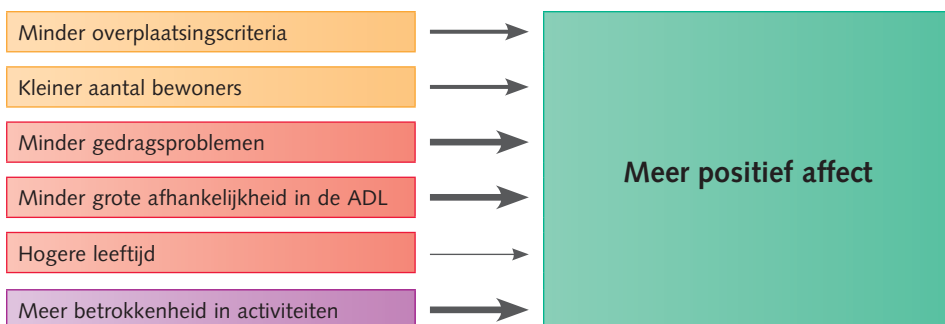 Minder overplaatsingscriteria
Kleiner aantal bewoners
Minder gedragsproblemen
Minder grote afhankelijkheid in de ADL
Hogere leeftijd
Meer betrokkenheid in activiteiten
Meer positief affect